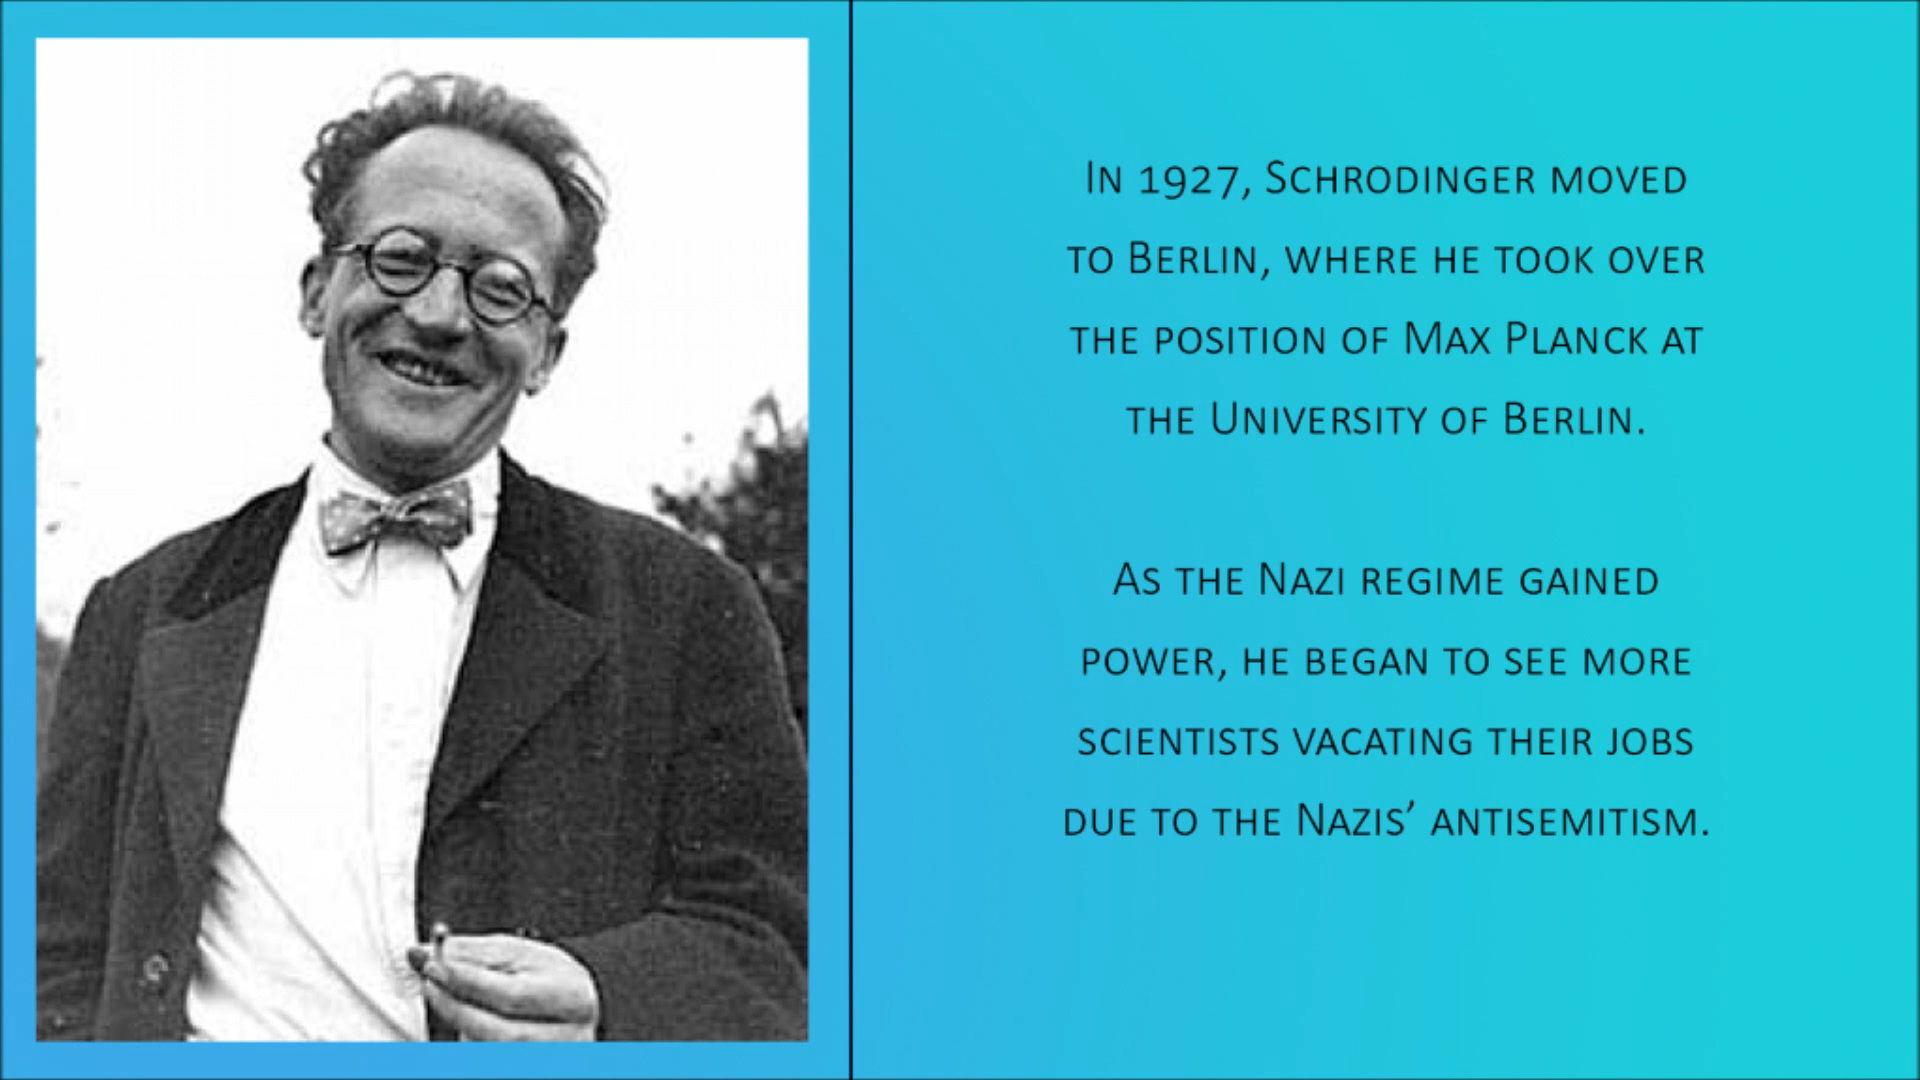 In 1927, Schrodinger moved
to Berlin, where he took over
the position of Max Planck at
the University of Berlin.
As the Nazi regime gained
power, he began to see more
scientists vacating their jobs
due to the Nazis’ antisemitism.